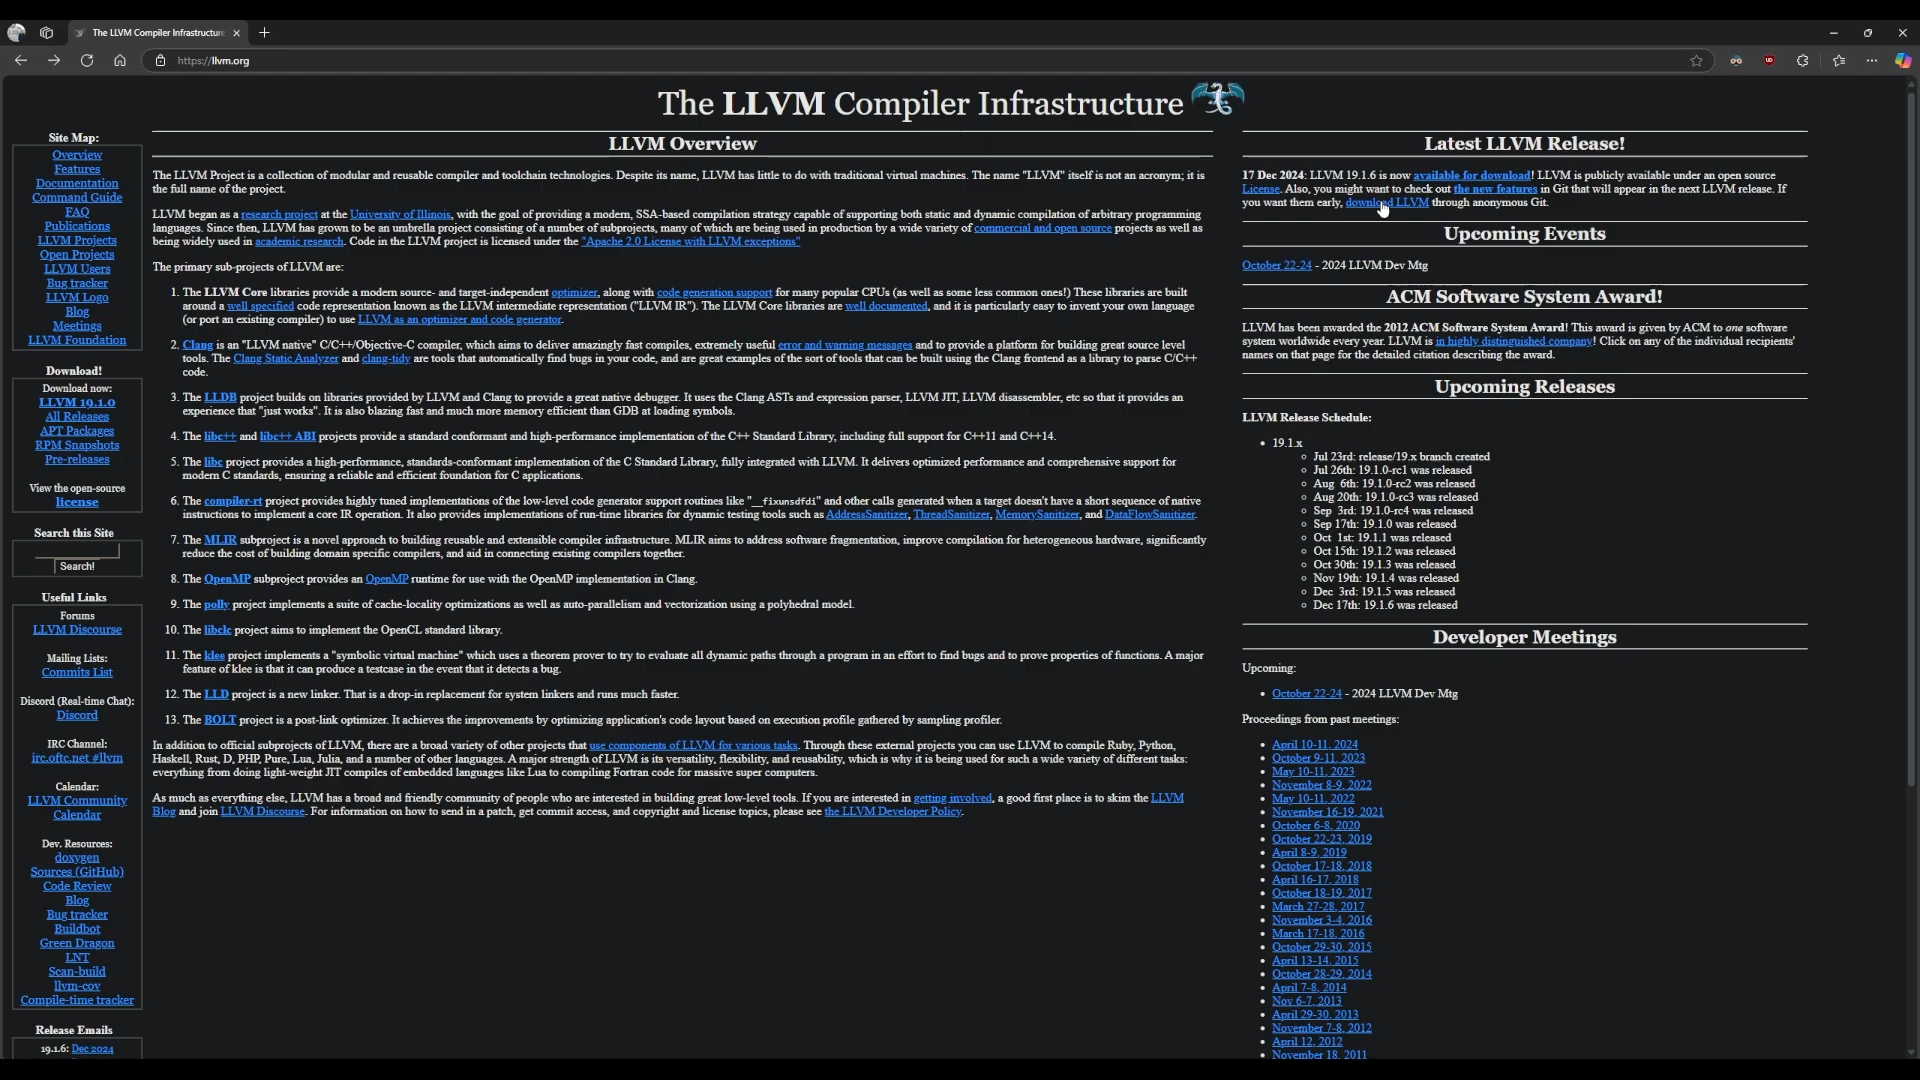 The LLVM Compiler Infrastructure
https://llvm.org
The LLVM Compiler Infrastructure
Site Map:
Overview
Features
Documentation
Command Guide
FAQ
Publications
LLVM Projects
Open Projects
LLVM Users
Bug tracker
LLVM Logo
Blog
Meetings
LLVM Foundation
Download!
Download now:
LLVM 19.1.0
All Releases
APT Packages
RPM Snapshots
Pre-releases
View the open-source
license
Search this Site
Search!
Useful Links
Forums
LLVM Discourse
Mailing Lists:
Commits List
Discord (Real-time Chat):
Discord
IRC Channel:
irc.oftc.net #llvm
Calendar:
LLVM Community
Calendar
Dev. Resources:
doxygen
Sources (GitHub)
Code Review
Blog
Bug tracker
Buildbot
Green Dragon
LNT
Scan-build
llvm-cov
Compile-time tracker
Release Emails
19.1.6: Dec 2024
LLVM Overview
The LLVM Project is a collection of modular and reusable compiler and toolchain technologies. Despite its name, LLVM has little to do with traditional virtual machines. The name "LLVM" itself is not an acronym; it is
the full name of the project.
LLVM began as a research project at the University of Illinois, with the goal of providing a modern, SSA-based compilation strategy capable of supporting both static and dynamic compilation of arbitrary programming
languages. Since then, LLVM has grown to be an umbrella project consisting of a number of subprojects, many of which are being used in production by a wide variety of commercial and open source projects as well as
being widely used in academic research. Code in the LLVM project is licensed under the "Apache 2.0 License with LLVM exceptions"
The primary sub-projects of LLVM are:
1. The LLVM Core libraries provide a modern source- and target-independent optimizer, along with code generation support for many popular CPUs (as well as some less common ones!) These libraries are built
around a well specified code representation known as the LLVM intermediate representation ("LLVM IR"). The LLVM Core libraries are well documented, and it is particularly easy to invent your own language
(or port an existing compiler) to use LLVM as an optimizer and code generator.
2. Clang is an "LLVM native" C/C++/Objective-C compiler, which aims to deliver amazingly fast compiles, extremely useful error and warning messages and to provide a platform for building great source level
tools. The Clang Static Analyzer and clang-tidy are tools that automatically find bugs in your code, and are great examples of the sort of tools that can be built using the Clang frontend as a library to parse C/C++
code.
3. The LLDB project builds on libraries provided by LLVM and Clang to provide a great native debugger. It uses the Clang ASTs and expression parser, LLVM JIT, LLVM disassembler, etc so that it provides an
experience that "just works". It is also blazing fast and much more memory efficient than GDB at loading symbols.
4. The libc++ and libc++ ABI projects provide a standard conformant and high-performance implementation of the C++ Standard Library, including full support for C++11 and C++14.
5. The libc project provides a high-performance, standards-conformant implementation of the C Standard Library, fully integrated with LLVM. It delivers optimized performance and comprehensive support for
modern C standards, ensuring a reliable and efficient foundation for C applications.
6. The compiler-rt project provides highly tuned implementations of the low-level code generator support routines like "__fixunsdfdi" and other calls generated when a target doesn't have a short sequence of native
instructions to implement a core IR operation. It also provides implementations of run-time libraries for dynamic testing tools such as AddressSanitizer, ThreadSanitizer, MemorySanitizer, and DataFlowSanitizer.
7. The MLIR subproject is a novel approach to building reusable and extensible compiler infrastructure. MLIR aims to address software fragmentation, improve compilation for heterogeneous hardware, significantly
reduce the cost of building domain specific compilers, and aid in connecting existing compilers together.
8. The OpenMP subproject provides an OpenMP runtime for use with the OpenMP implementation in Clang.
9. The polly project implements a suite of cache-locality optimizations as well as auto-parallelism and vectorization using a polyhedral model.
10. The libclc project aims to implement the OpenCL standard library.
11. The klee project implements a "symbolic virtual machine" which uses a theorem prover to try to evaluate all dynamic paths through a program in an effort to find bugs and to prove properties of functions. A major
feature of klee is that it can produce a testcase in the event that it detects a bug.
12. The LLD project is a new linker. That is a drop-in replacement for system linkers and runs much faster.
13. The BOLT project is a post-link optimizer. It achieves the improvements by optimizing application's code layout based on execution profile gathered by sampling profiler.
In addition to official subprojects of LLVM, there are a broad variety of other projects that use components of LLVM for various tasks. Through these external projects you can use LLVM to compile Ruby, Python,
Haskell, Rust, D, PHP, Pure, Lua, Julia, and a number of other languages. A major strength of LLVM is its versatility, flexibility, and reusability, which is why it is being used for such a wide variety of different tasks:
everything from doing light-weight JIT compiles of embedded languages like Lua to compiling Fortran code for massive super computers.
As much as everything else, LLVM has a broad and friendly community of people who are interested in building great low-level tools. If you are interested in getting involved, a good first place is to skim the LLVM
Blog and join LLVM Discourse. For information on how to send in a patch, get commit access, and copyright and license topics, please see the LLVM Developer Policy.
Latest LLVM Release!
17 Dec 2024: LLVM 19.1.6 is now available for download! LLVM is publicly available under an open source
License. Also, you might want to check out the new features in Git that will appear in the next LLVM release. If
you want them early, download LLVM through anonymous Git.
Upcoming Events
October 22-24 - 2024 LLVM Dev Mtg
ACM Software System Award!
LLVM has been awarded the 2012 ACM Software System Award! This award is given by ACM to one software
system worldwide every year. LLVM is in highly distinguished company! Click on any of the individual recipients'
names on that page for the detailed citation describing the award.
Upcoming Releases
LLVM Release Schedule:
• 19.1.x
Jul 23rd: release/19.x branch created
Jul 26th: 19.1.0-rc1 was released
Aug 6th: 19.1.0-rc2 was released
Aug 20th: 19.1.0-rc3 was released
Sep 3rd: 19.1.0-rc4 was released
Sep 17th: 19.1.0 was released
Oct 1st: 19.1.1 was released
Oct 15th: 19.1.2 was released
Oct 30th: 19.1.3 was released
Nov 19th: 19.1.4 was released
Dec 3rd: 19.1.5 was released
Dec 17th: 19.1.6 was released
Developer Meetings
Upcoming:
• October 22-24 - 2024 LLVM Dev Mtg
Proceedings from past meetings:
• April 10-11, 2024
• October 9-11, 2023
• May 10-11, 2023
• November 8-9, 2022
• May 10-11, 2022
• November 16-19, 2021
• October 6-8, 2020
• October 22-23, 2019
• April 8-9, 2019
• October 17-18, 2018
• April 16-17, 2018
• October 18-19, 2017
• March 27-28, 2017
• November 3-4, 2016
• March 17-18, 2016
• October 29-30, 2015
• April 13-14, 2015
• October 28-29, 2014
• April 7-8, 2014
• Nov 6-7, 2013
• April 29-30, 2013
• November 7-8, 2012
• April 12, 2012
• November 18, 2011